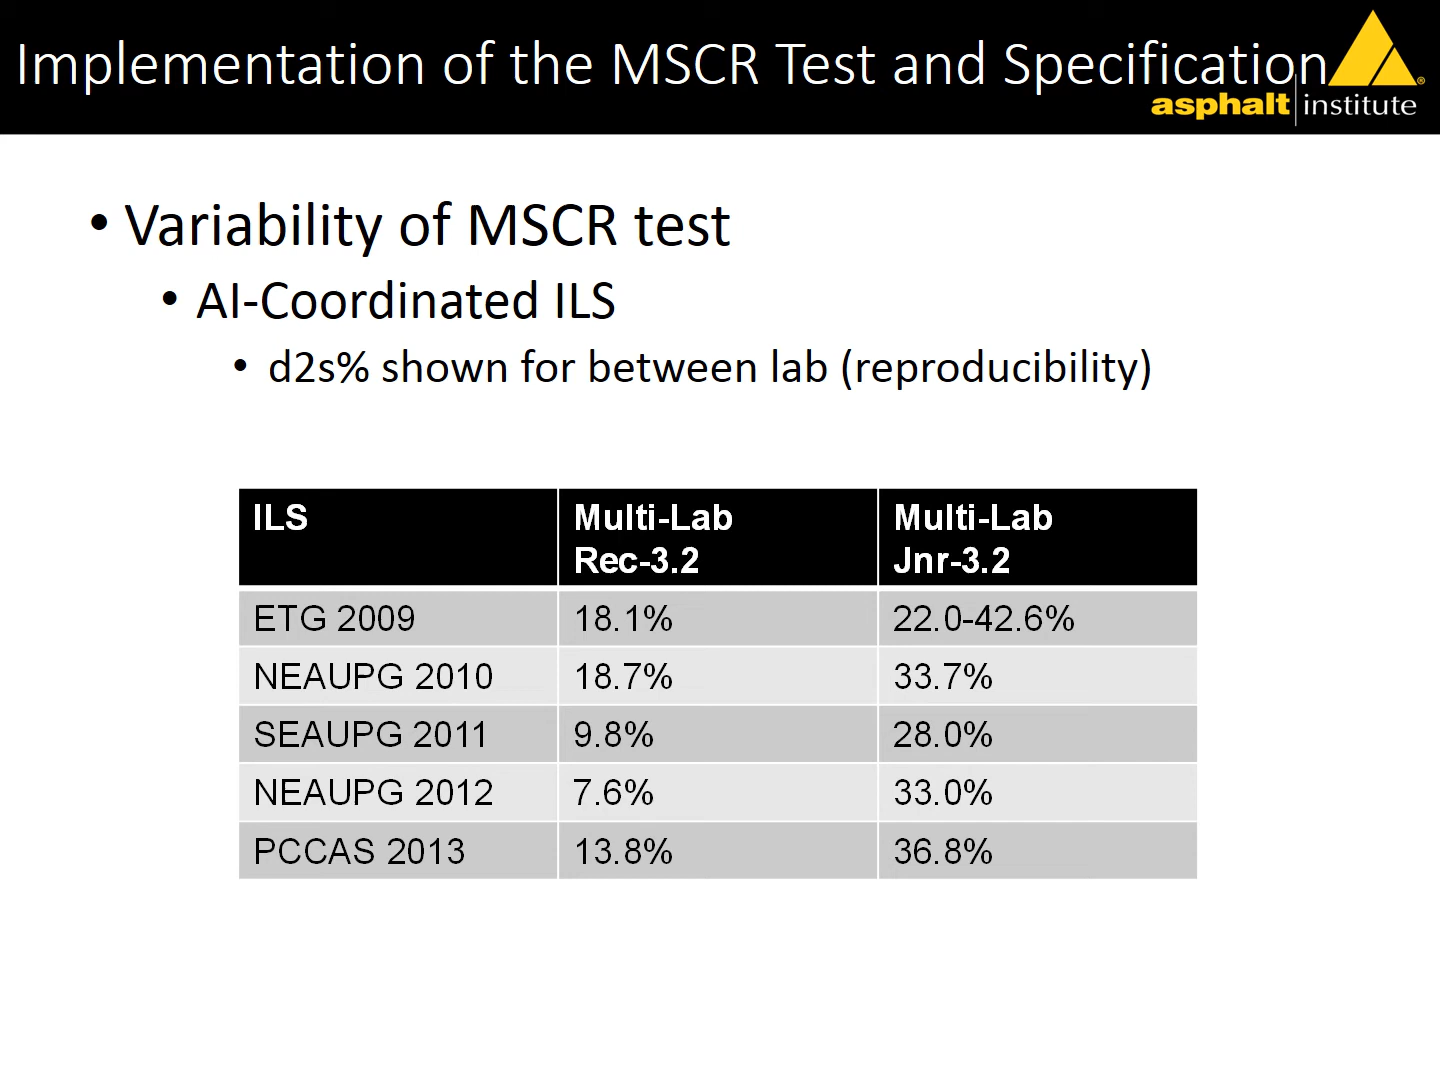 Implementation of the MSCR Test and Specification
asphalt institute
• Variability of MSCR test
• AI-Coordinated ILS
• d2s% shown for between lab (reproducibility)
ILS Multi-Lab Rec-3.2 Multi-Lab Jnr-3.2
ETG 2009 18.1% 22.0-42.6%
NEAUPG 2010 18.7% 33.7%
SEAUPG 2011 9.8% 28.0%
NEAUPG 2012 7.6% 33.0%
PCCAS 2013 13.8% 36.8%